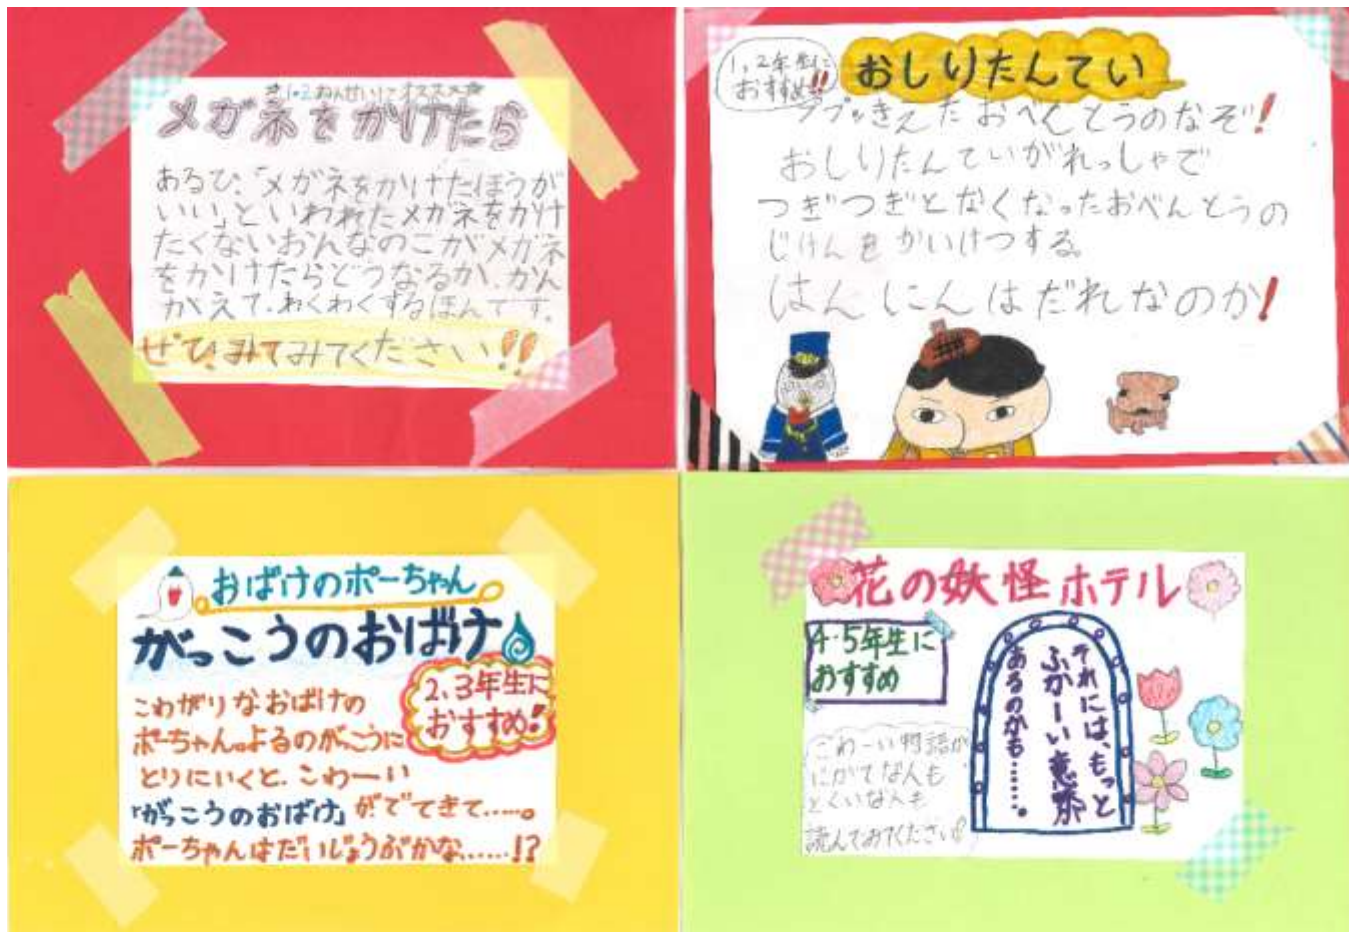 ☆1・2ねんせいにオススメ☆
メガネをかけたら
あるひ、「メガネをかけたほうが
いい」といわれたメガネをかけ
たくないおんなのこがメガネ
をかけたらどうなるか、かん
がえて、わくわくするほんです。
ぜひみてみてください!!
1、2年生に
おすすめ!!
おしりたんてい
ププッきえたおべんとうのなぞ!
おしりたんていがれっしゃで
つぎつぎとなくなったおべんとうの
じけんをかいけつする。
はんにんはだれなのか!
おばけのポーちゃん
がっこうのおばけ
2、3年生に
おすすめ!
こわがりなおばけの
ポーちゃん。よるのがっこうに
とりにいくと、こわーい
「がっこうのおばけ」がでてきて……。
ポーちゃんはだいじょうぶかな……!?
花の妖怪ホテル
4・5年生に
おすすめ
それには、もっと
ふかーい意味が
あるのかも……。
こわーい物語が
にがてな人も
とくいな人も
読んでみてください!